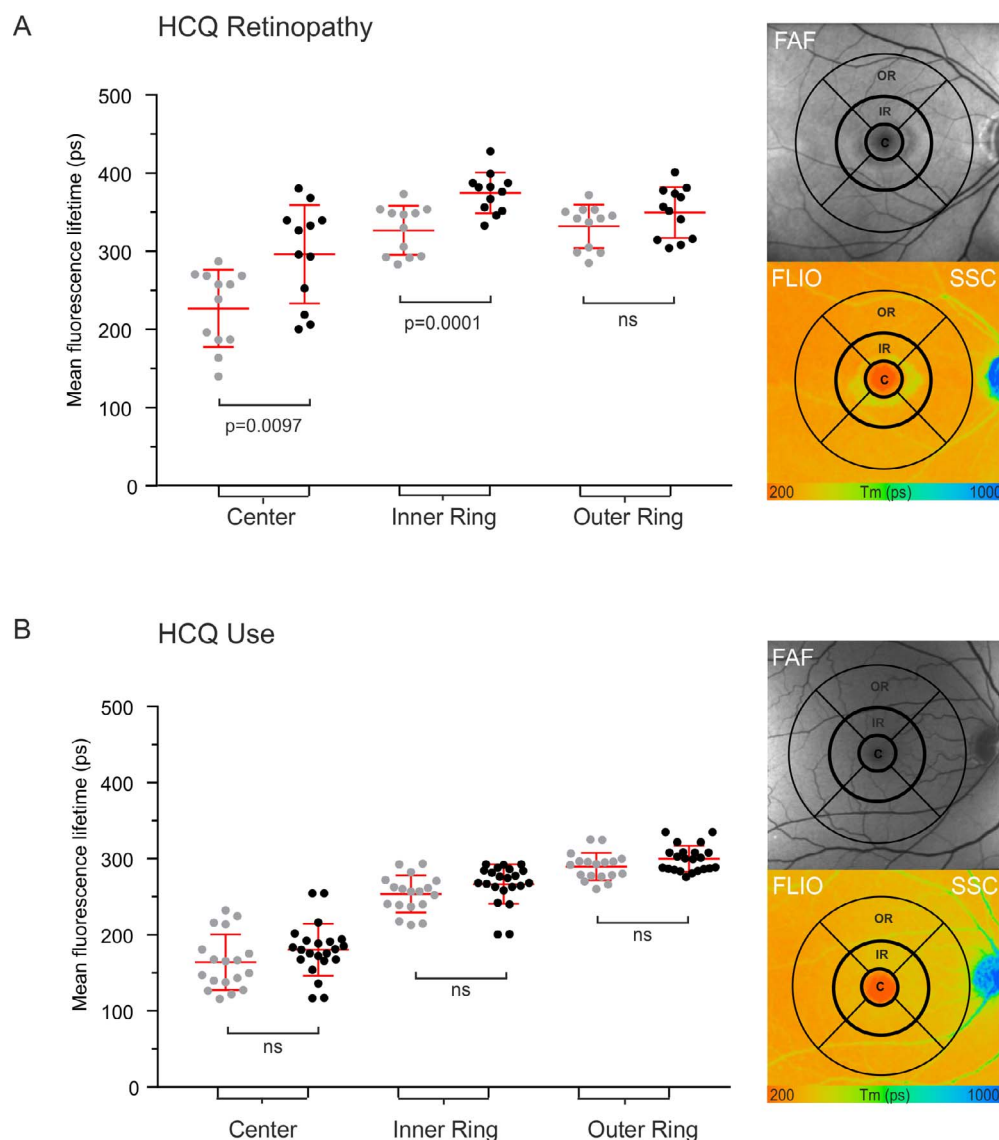 A
HCQ Retinopathy
Mean fluorescence lifetime (ps)
500
400
300
200
100
0
p=0.0097
p=0.0001
ns
Center
Inner Ring
Outer Ring
FAF
OR
IR
C
FLIO
SSC
OR
IR
C
200
Tm (ps)
1000
B
HCQ Use
Mean fluorescence lifetime (ps)
500
400
300
200
100
0
ns
ns
ns
Center
Inner Ring
Outer Ring
FAF
OR
IR
C
FLIO
SSC
OR
IR
C
200
Tm (ps)
1000